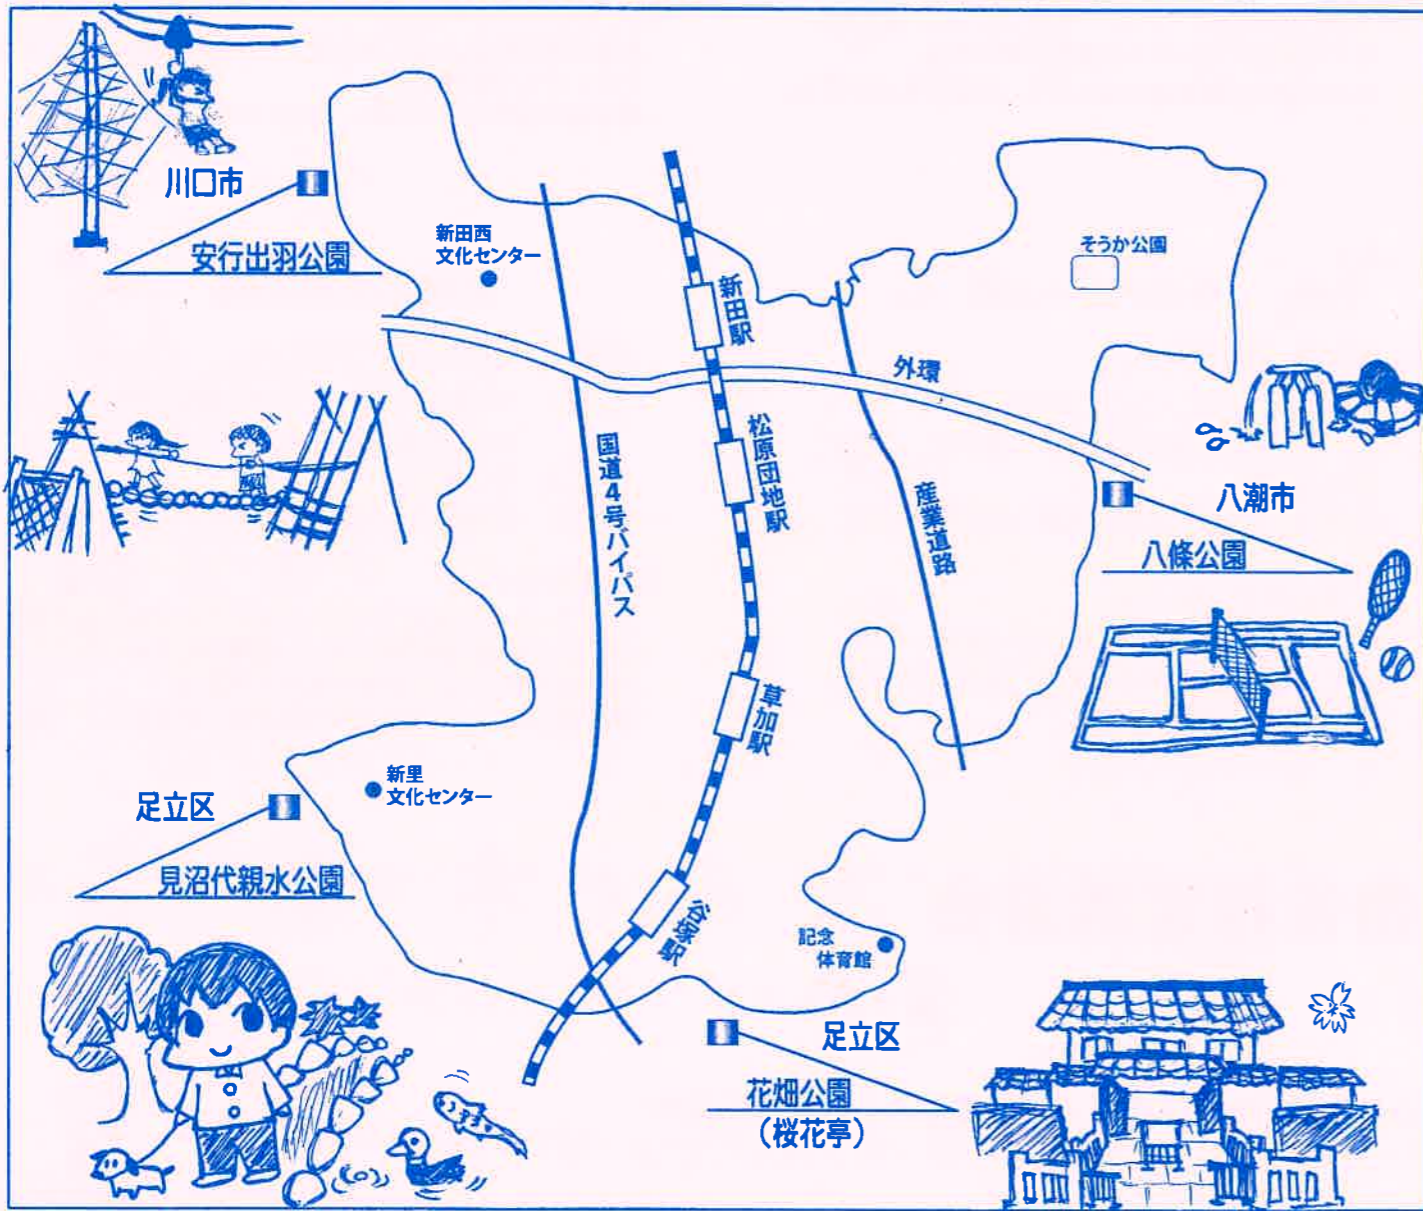 川口市
安行出羽公園
新田西
文化センター
そうか公園
新田駅
外環
松原団地駅
国道4号バイパス
産業道路
八潮市
八條公園
草加駅
新里
文化センター
足立区
見沼代親水公園
谷塚駅
記念
体育館
足立区
花畑公園
(桜花亭)